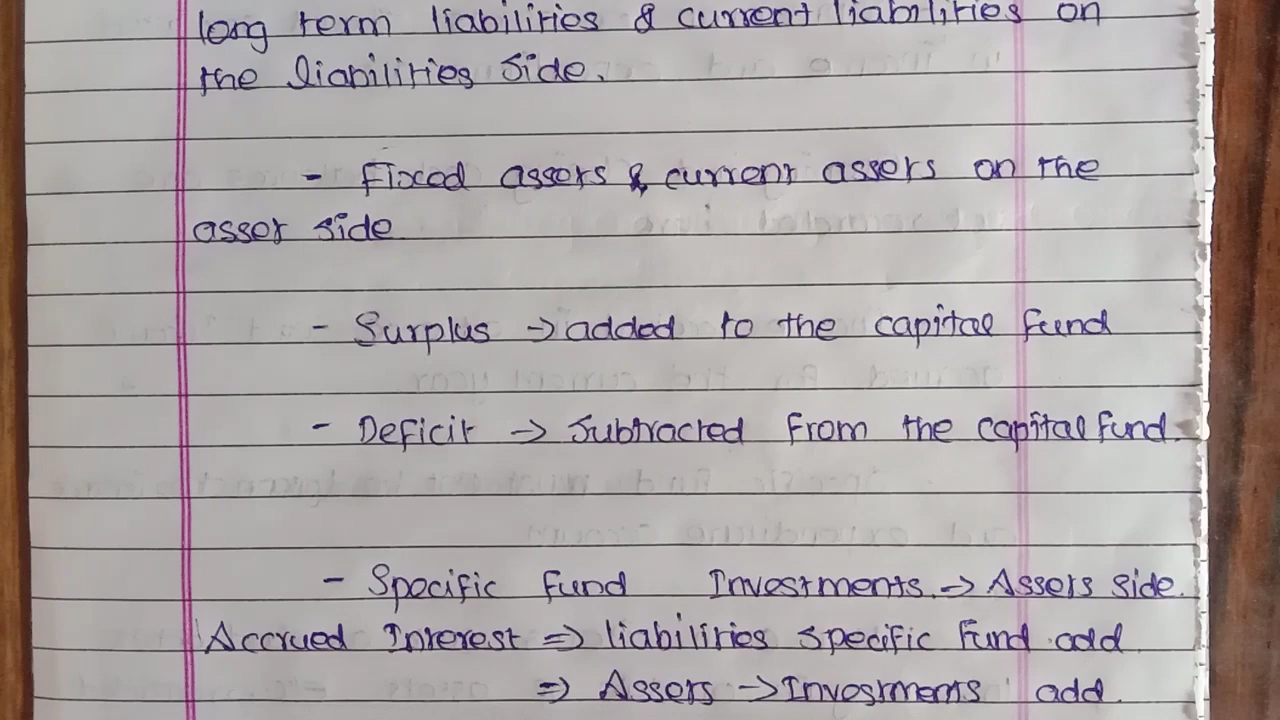 long term liabilities & current liabilities on
the liabilities side.
- Fixed assets & current assets on the
asset side
- Surplus → added to the capital fund
- Deficit → Subtracted from the capital fund.
- Specific fund Investments → Assets side.
Accrued Interest ⇒ liabilities specific fund add
⇒ Assets → Investments add.